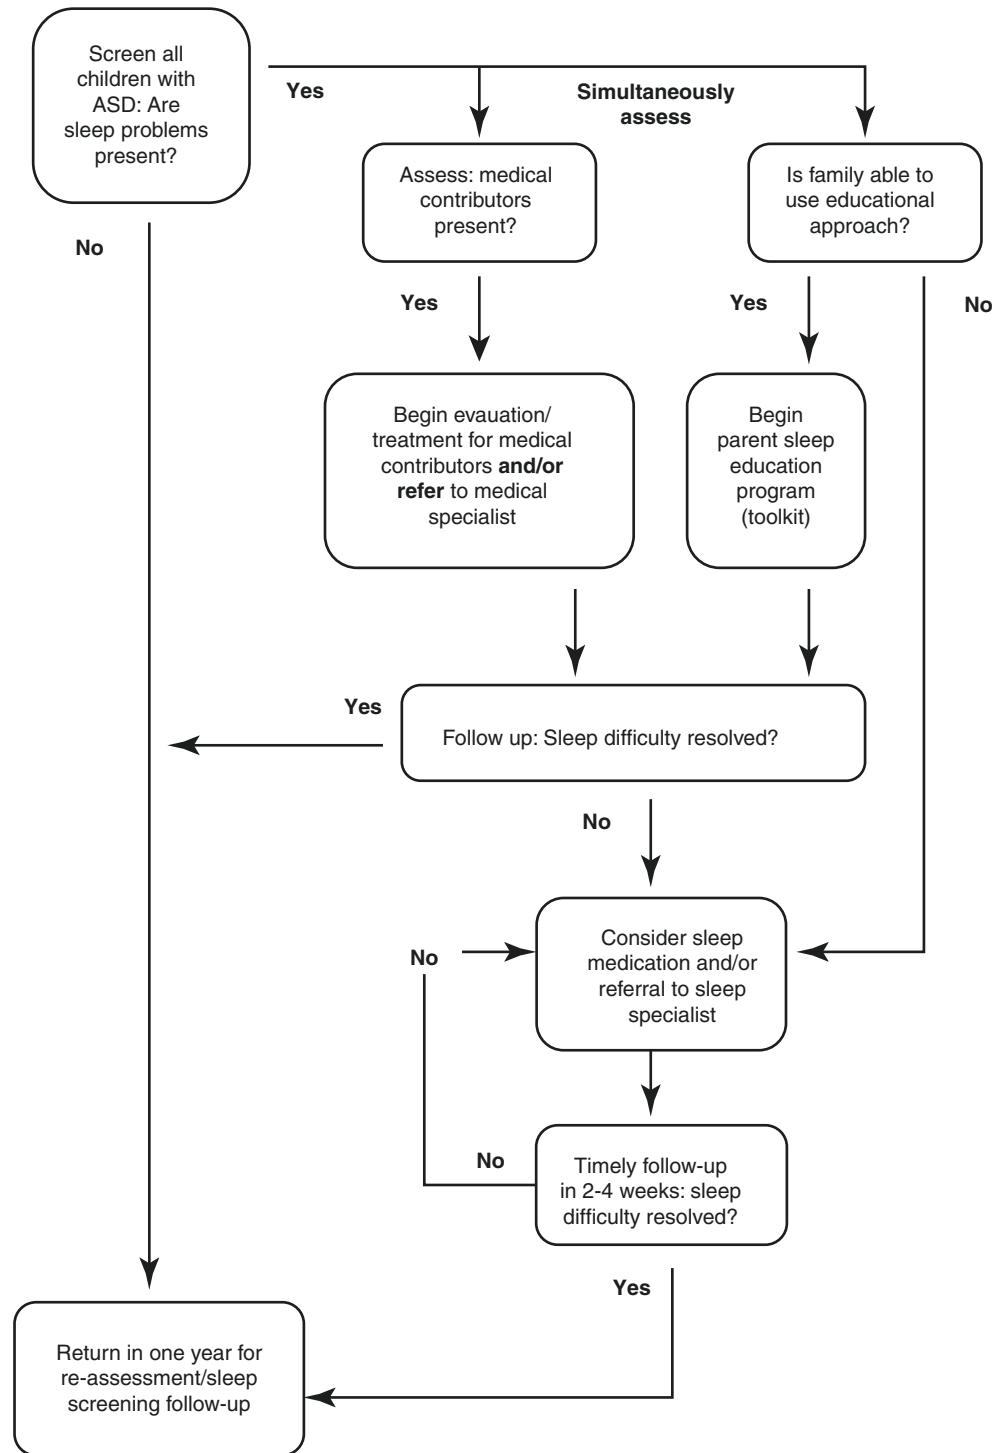 Screen all
children with
ASD: Are
sleep problems
present?
Yes
Simultaneously
assess
Assess: medical
contributors
present?
Is family able to
use educational
approach?
No
Yes
Yes
No
Begin evauation/
treatment for medical
contributors and/or
refer to medical
specialist
Begin
parent sleep
education
program
(toolkit)
Yes
Follow up: Sleep difficulty resolved?
No
No
Consider sleep
medication and/or
referral to sleep
specialist
No
Timely follow-up
in 2-4 weeks: sleep
difficulty resolved?
Yes
Return in one year for
re-assessment/sleep
screening follow-up